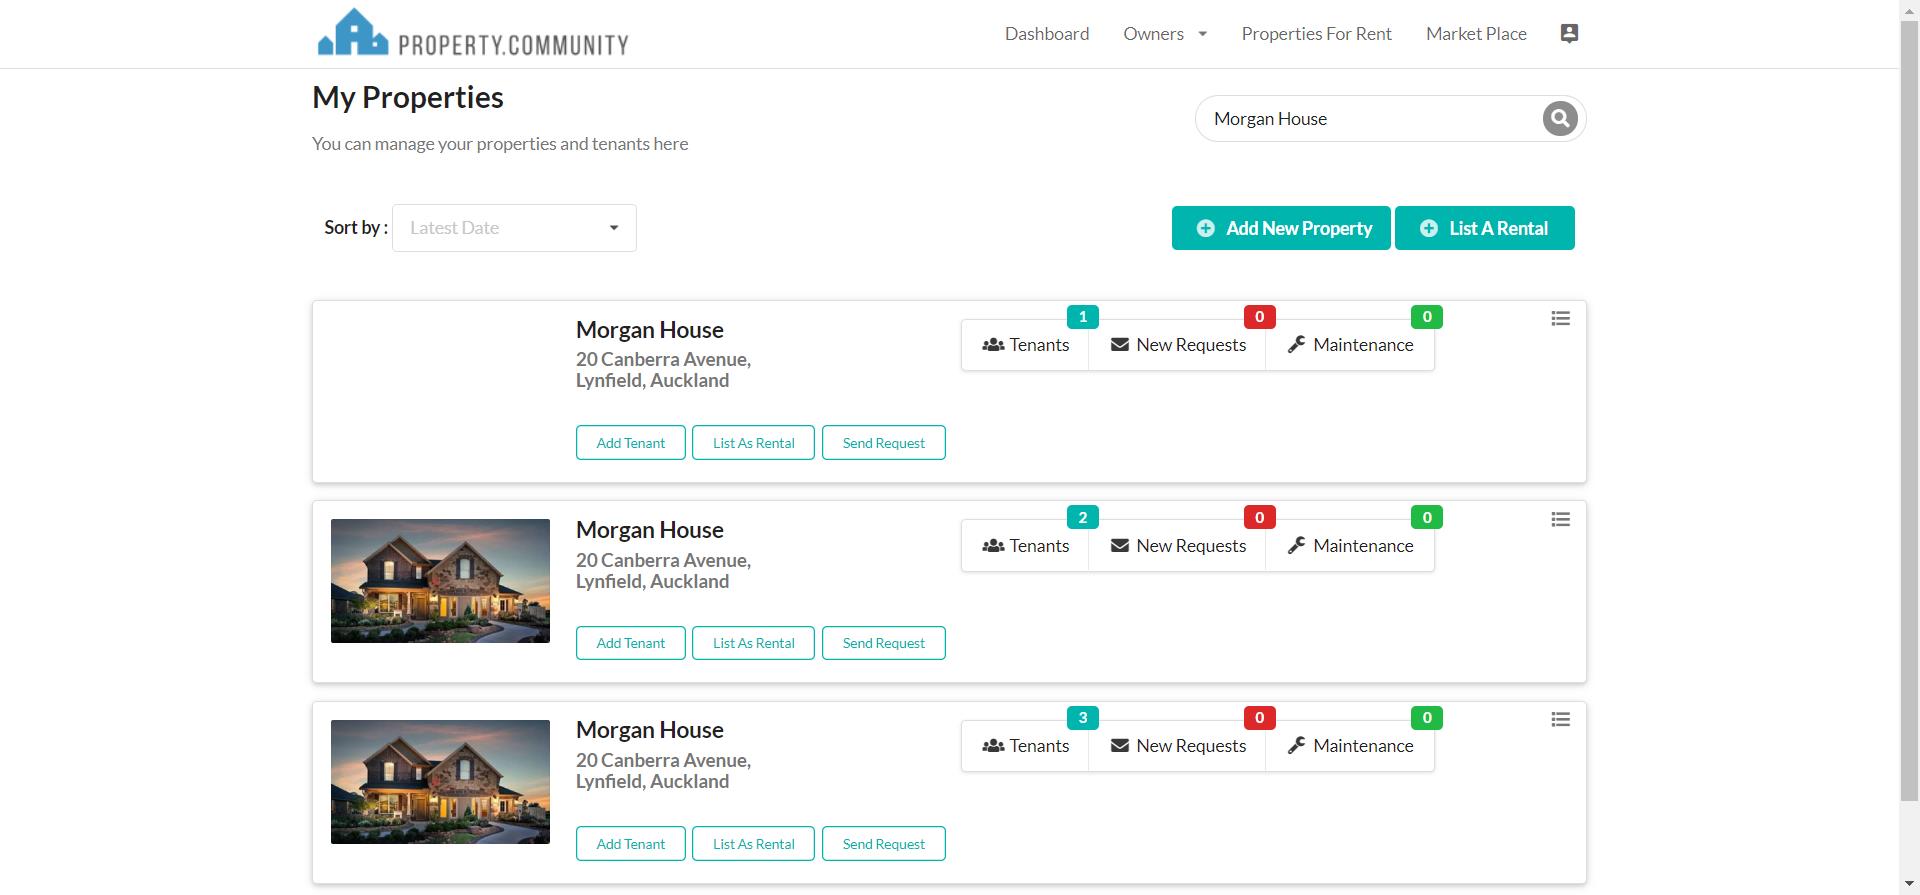 PROPERTY.COMMUNITY
Dashboard
Owners
Properties For Rent
Market Place
My Properties
You can manage your properties and tenants here
Morgan House
Sort by :
Latest Date
Add New Property
List A Rental
Morgan House
20 Canberra Avenue,
Lynfield, Auckland
1
Tenants
0
New Requests
0
Maintenance
Add Tenant
List As Rental
Send Request
Morgan House
20 Canberra Avenue,
Lynfield, Auckland
2
Tenants
0
New Requests
0
Maintenance
Add Tenant
List As Rental
Send Request
Morgan House
20 Canberra Avenue,
Lynfield, Auckland
3
Tenants
0
New Requests
0
Maintenance
Add Tenant
List As Rental
Send Request